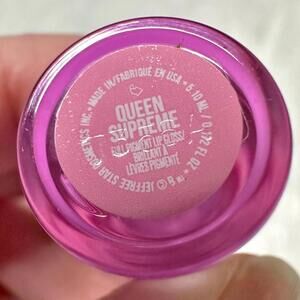 MADE IN/FABRIQUÉ EN USA • 5.10 ML / 0.172 FL. OZ.
QUEEN
SUPREME
FULL PIGMENT LIP GLOSS/
BRILLANT À
LÈVRES PIGMENTÉ
JEFFREE STAR COSMETICS INC.